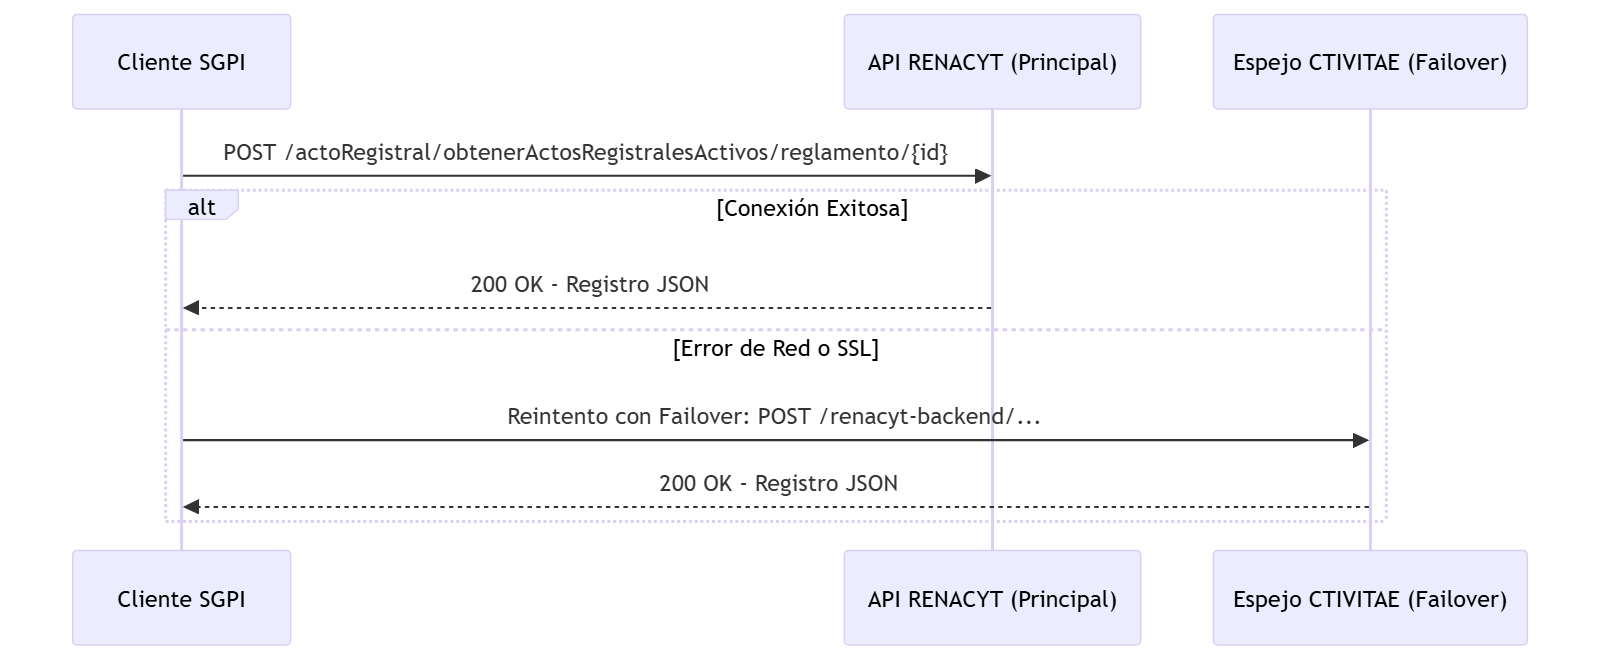 Cliente SGPI
API RENACYT (Principal)
Espejo CTIVITAE (Failover)
POST /actoRegistral/obtenerActosRegistralesActivos/reglamento/{id}
alt
[Conexión Exitosa]
200 OK - Registro JSON
[Error de Red o SSL]
Reintento con Failover: POST /renacyt-backend/...
200 OK - Registro JSON
Cliente SGPI
API RENACYT (Principal)
Espejo CTIVITAE (Failover)